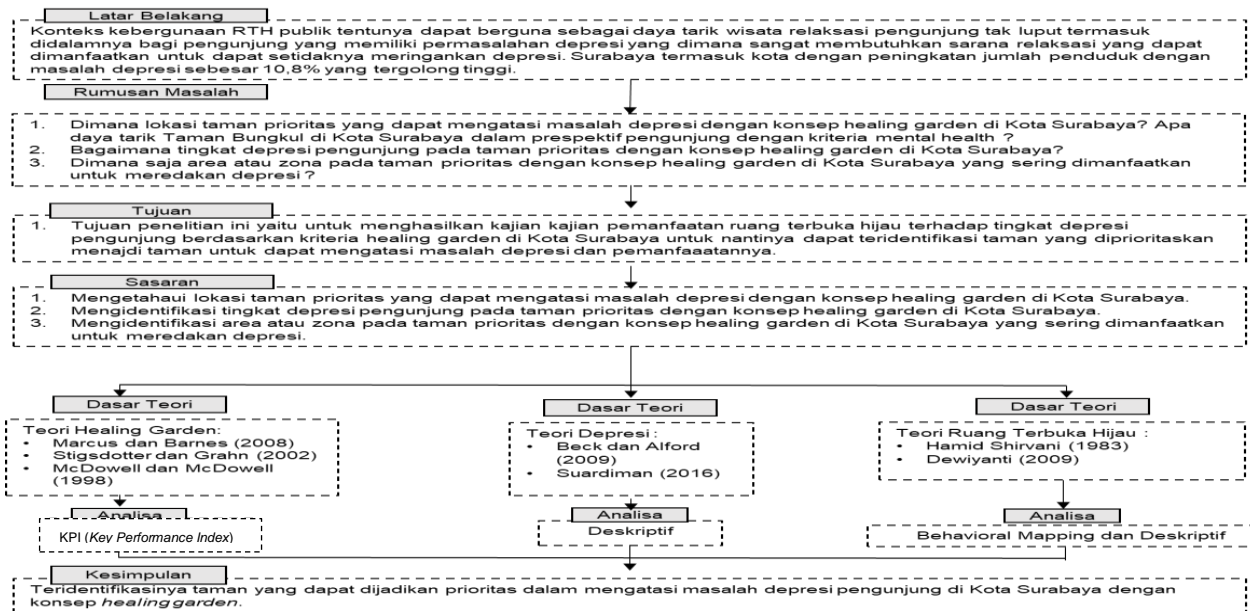 Latar Belakang
Konteks kebergunaan RTH publik tentunya dapat berguna sebagai daya tarik wisata relaksasi pengunjung tak luput termasuk
didalamnya bagi pengunjung yang memiliki permasalahan depresi yang dimana sangat membutuhkan sarana relaksasi yang dapat
dimanfaatkan untuk dapat setidaknya meringankan depresi. Surabaya termasuk kota dengan peningkatan jumlah penduduk dengan
masalah depresi sebesar 10,8% yang tergolong tinggi.
Rumusan Masalah
1. Dimana lokasi taman prioritas yang dapat mengatasi masalah depresi dengan konsep healing garden di Kota Surabaya? Apa
daya tarik Taman Bungkul di Kota Surabaya dalam prespektif pengunjung dengan kriteria mental health ?
2. Bagaimana tingkat depresi pengunjung pada taman prioritas dengan konsep healing garden di Kota Surabaya?
3. Dimana saja area atau zona pada taman prioritas dengan konsep healing garden di Kota Surabaya yang sering dimanfaatkan
untuk meredakan depresi ?
Tujuan
1. Tujuan penelitian ini yaitu untuk menghasilkan kajian kajian pemanfaatan ruang terbuka hijau terhadap tingkat depresi
pengunjung berdasarkan kriteria healing garden di Kota Surabaya untuk nantinya dapat teridentifikasi taman yang diprioritaskan
menajdi taman untuk dapat mengatasi masalah depresi dan pemanfaaatannya.
Sasaran
1. Mengetahaui lokasi taman prioritas yang dapat mengatasi masalah depresi dengan konsep healing garden di Kota Surabaya.
2. Mengidentifikasi tingkat depresi pengunjung pada taman prioritas dengan konsep healing garden di Kota Surabaya.
3. Mengidentifikasi area atau zona pada taman prioritas dengan konsep healing garden di Kota Surabaya yang sering dimanfaatkan
untuk meredakan depresi.
Dasar Teori
Teori Healing Garden:
• Marcus dan Barnes (2008)
• Stigsdotter dan Grahn (2002)
• McDowell dan McDowell
(1998)
Analisa
KPI (Key Performance Index)
Dasar Teori
Teori Depresi :
• Beck dan Alford
(2009)
• Suardiman (2016)
Analisa
Deskriptif
Dasar Teori
Teori Ruang Terbuka Hijau :
• Hamid Shirvani (1983)
• Dewiyanti (2009)
Analisa
Behavioral Mapping dan Deskriptif
Kesimpulan
Teridentifikasinya taman yang dapat dijadikan prioritas dalam mengatasi masalah depresi pengunjung di Kota Surabaya dengan
konsep healing garden.